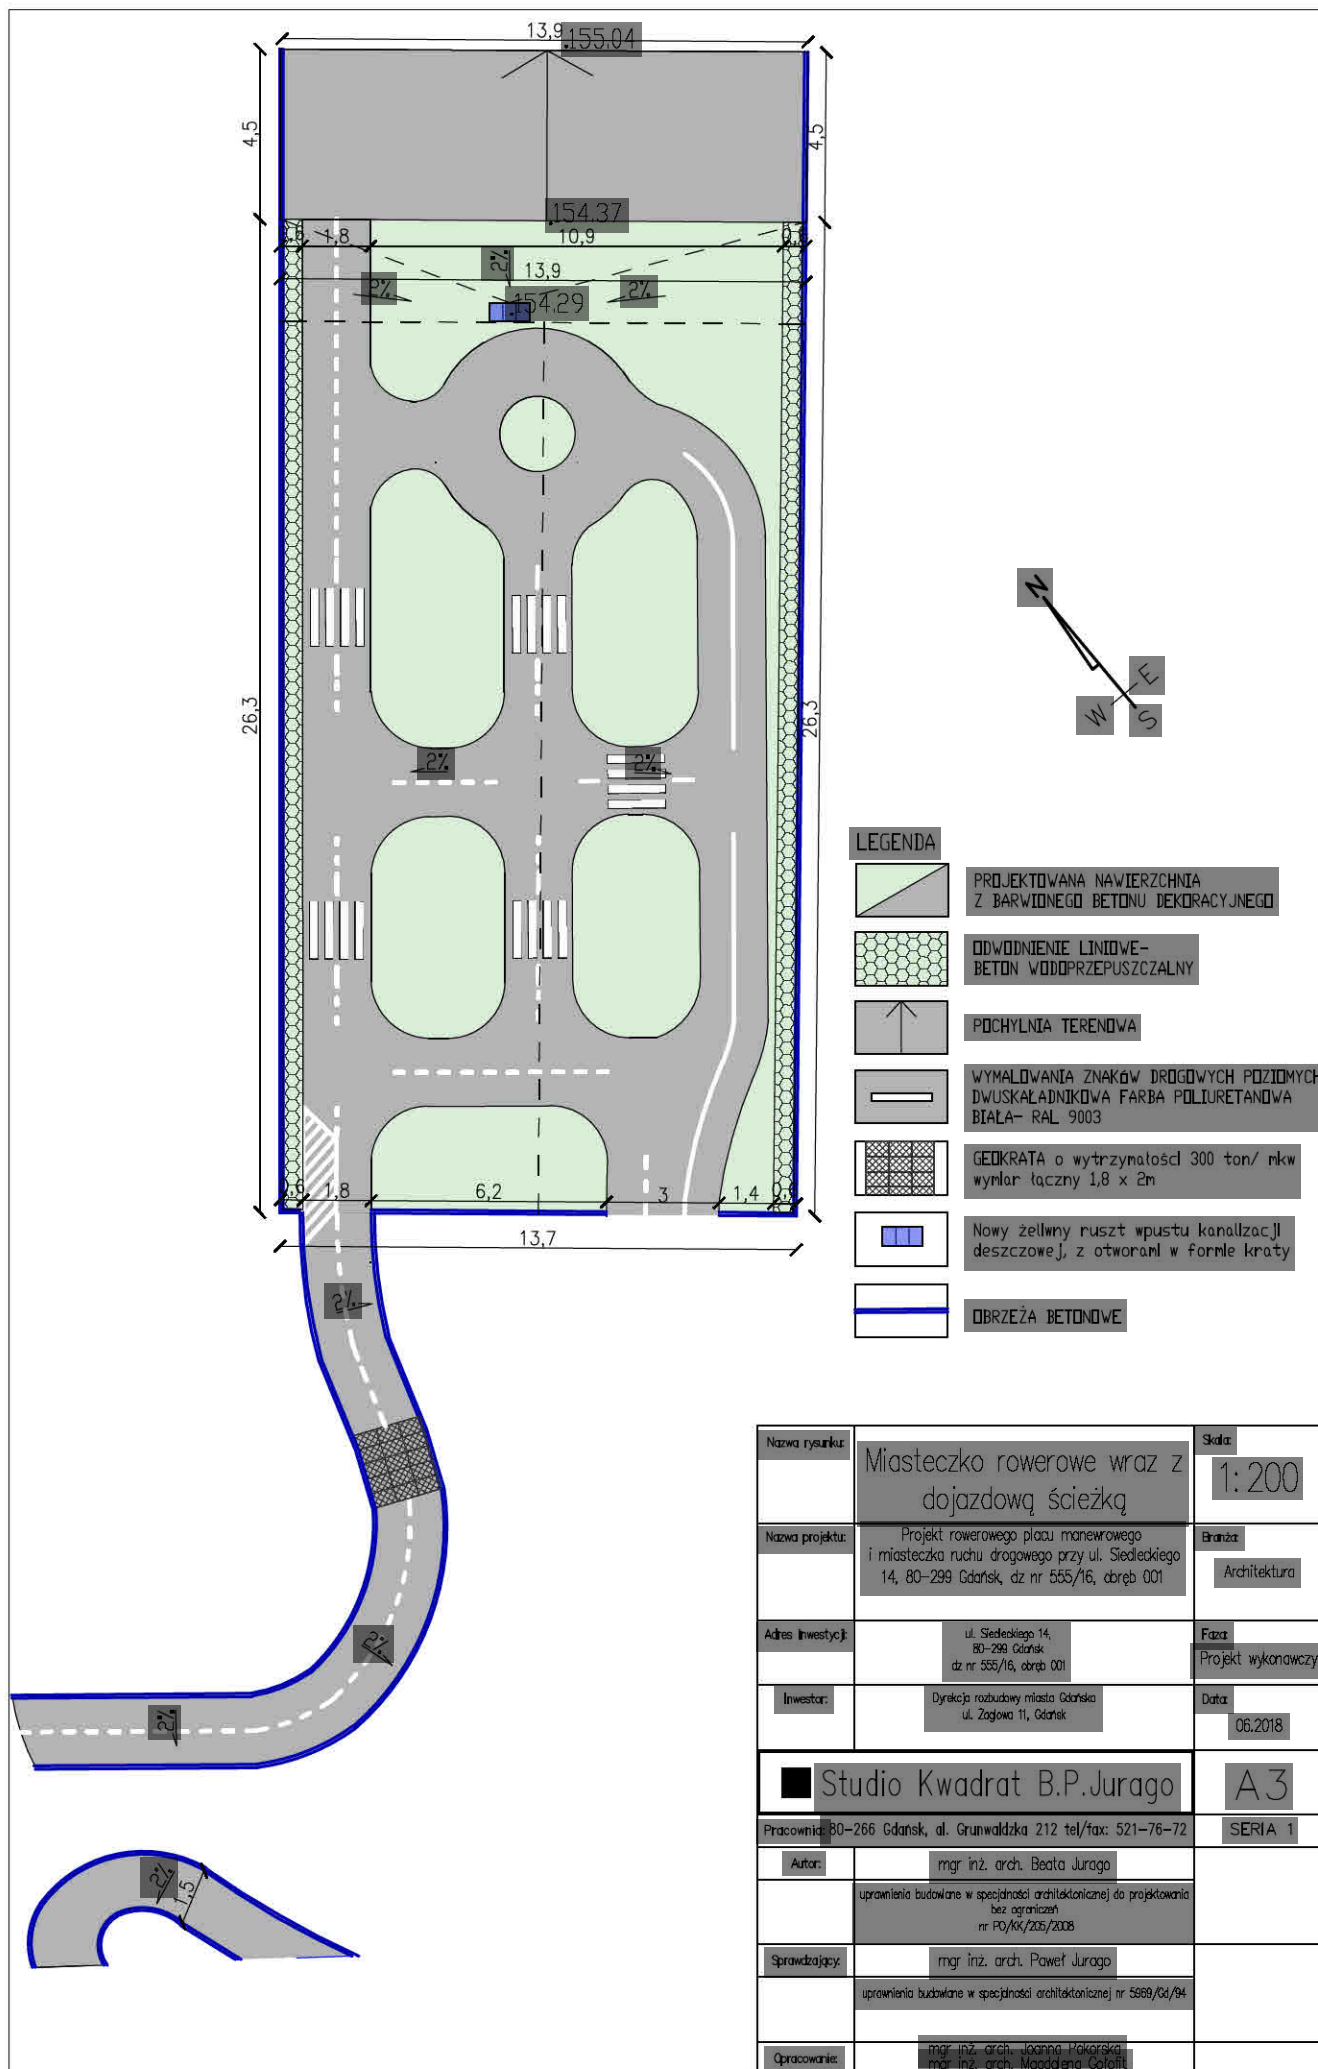 13,9
155.04
4,5
4,5
154.37
1,8
10,9
0,6
2%
13,9
2%
2%
154.29
26,3
26,3
N
E
W
S
2%
2%
LEGENDA
PROJEKTOWANA NAWIERZCHNIA
Z BARWIONEGO BETONU DEKORACYJNEGO
ODWODNIENIE LINIOWE-
BETON WODOPRZEPUSZCZALNY
POCHYLNIA TERENOWA
WYMALOWANIA ZNAKÓW DROGOWYCH POZIOMYCH
DWUSKAŁADNIKOWA FARBA POLIURETANOWA
BIAŁA- RAL 9003
GEOKRATA o wytrzymałości 300 ton/ mkw
wymiar łączny 1,8 x 2m
Nowy żeliwny ruszt wpustu kanalizacji
deszczowej, z otworami w formie kraty
OBRZEŻA BETONOWE
0,6
1,8
6,2
3
1,4
0,6
13,7
2%
2%
2%
2%
1,5
Nazwa rysunku:
Miasteczko rowerowe wraz z
dojazdową ścieżką
Skala:
1:200
Nazwa projektu:
Projekt rowerowego placu manewrowego
i miasteczka ruchu drogowego przy ul. Siedleckiego
14, 80-299 Gdańsk, dz nr 555/16, obręb 001
Branża:
Architektura
Adres inwestycji:
ul. Siedleckiego 14,
80-299 Gdańsk
dz nr 555/16, obręb 001
Faza:
Projekt wykonawczy
Inwestor:
Dyrekcja rozbudowy miasta Gdańska
ul. Żaglowa 11, Gdańsk
Data:
06.2018
Studio Kwadrat B.P.Jurago
A3
Pracownia: 80-266 Gdańsk, al. Grunwaldzka 212 tel/fax: 521-76-72
SERIA 1
Autor:
mgr inż. arch. Beata Jurago
uprawnienia budowlane w specjalności architektonicznej do projektowania
bez ograniczeń
nr PO/KK/205/2008
Sprawdzający:
mgr inż. arch. Paweł Jurago
uprawnienia budowlane w specjalności architektonicznej nr 5969/Gd/94
Opracowanie:
mgr inż. arch. Joanna Pokorska
mgr inż. arch. Magdalena